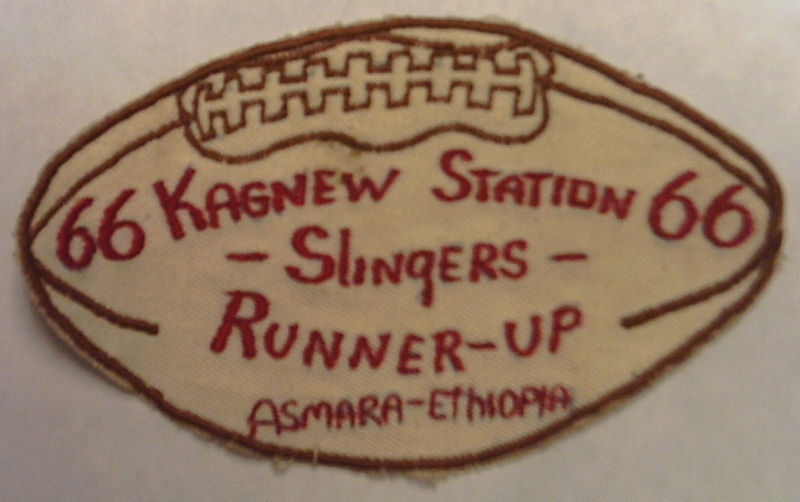 66 KAGNEW STATION 66
- SlINgERS -
RUNNER-UP
ASMARA-EThIOPIA